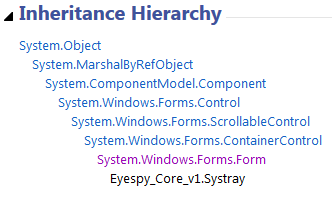 Inheritance Hierarchy
System.Object
System.MarshalByRefObject
System.ComponentModel.Component
System.Windows.Forms.Control
System.Windows.Forms.ScrollableControl
System.Windows.Forms.ContainerControl
System.Windows.Forms.Form
Eyespy_Core_v1.Systray